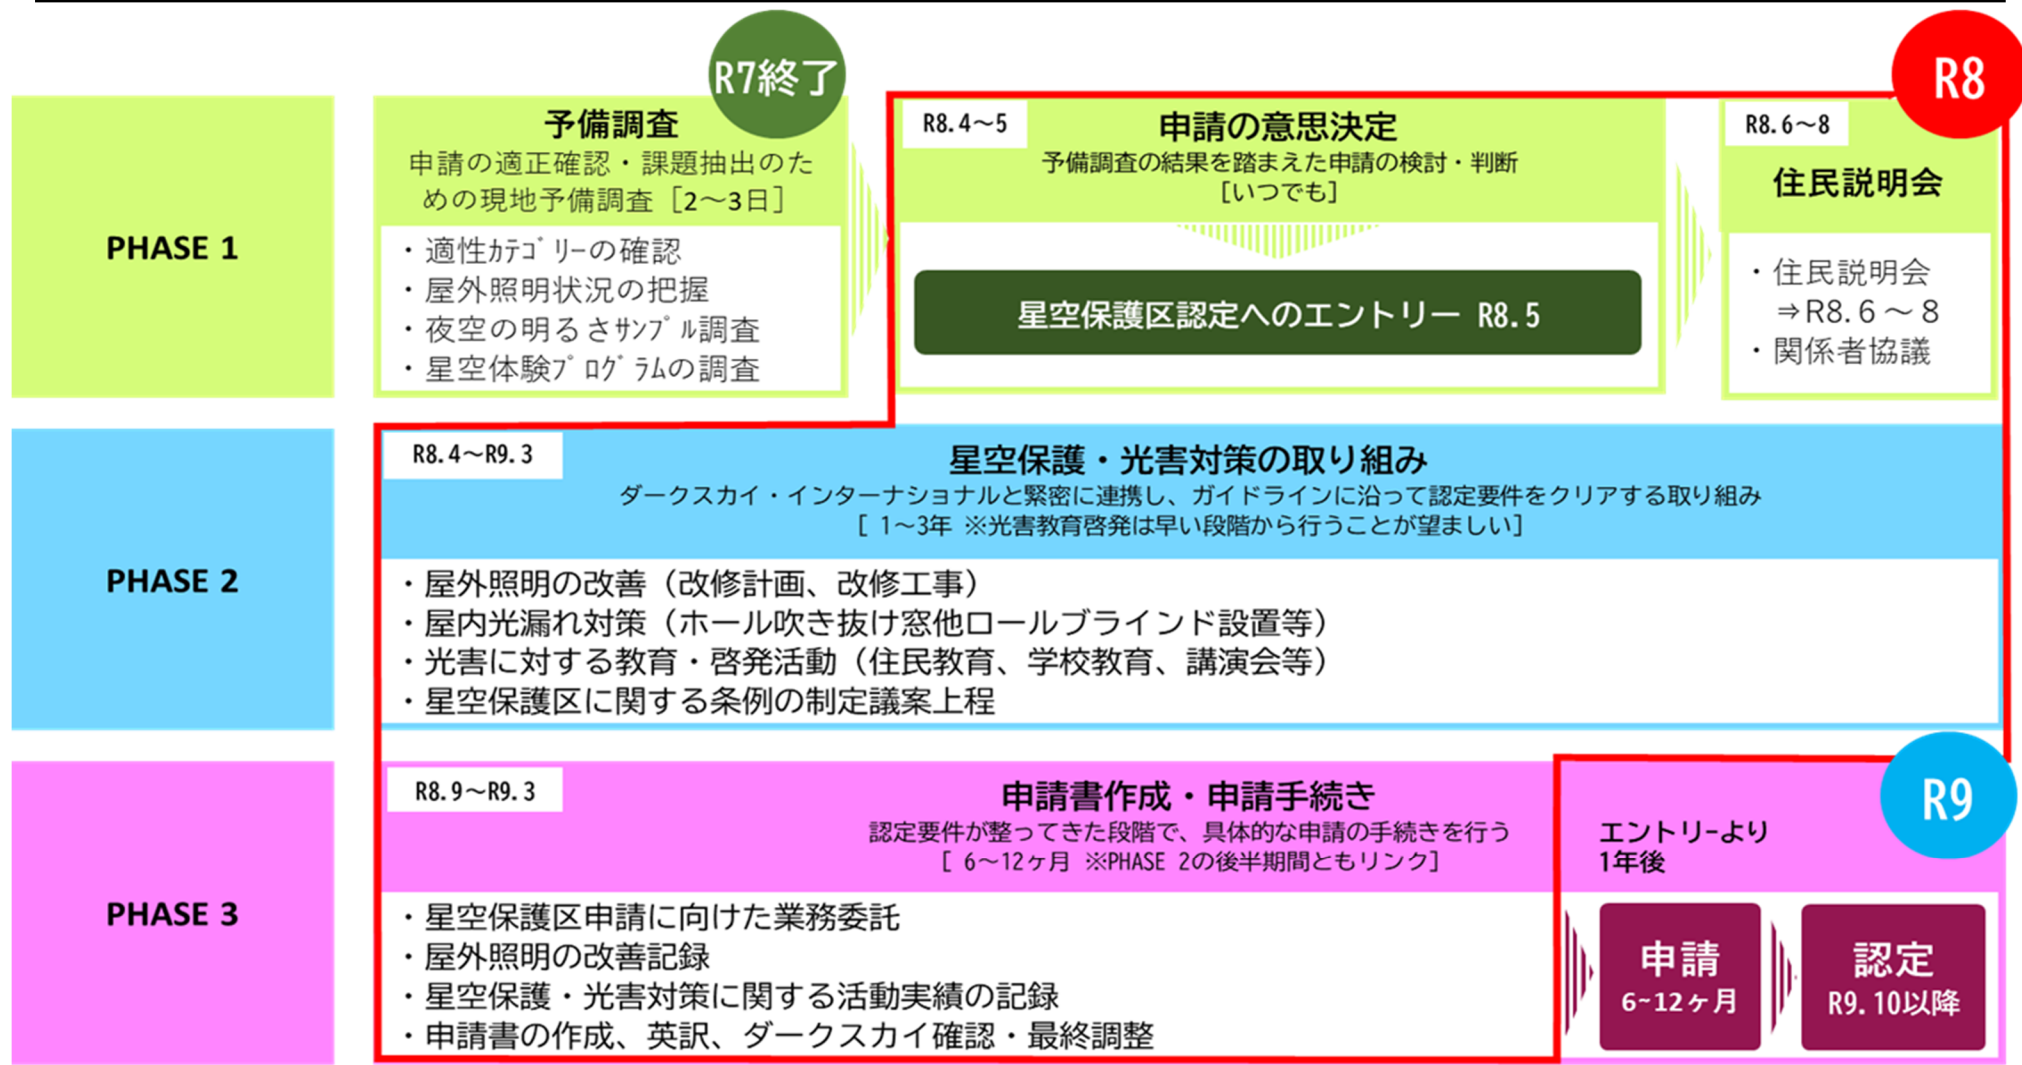 R7終了
R8
PHASE 1
予備調査
申請の適正確認・課題抽出のた
めの現地予備調査［2～3日］
・適性ｶﾃｺﾞﾘｰの確認
・屋外照明状況の把握
・夜空の明るさｻﾝﾌﾟﾙ調査
・星空体験ﾌﾟﾛｸﾞﾗﾑの調査
R8.4～5
申請の意思決定
予備調査の結果を踏まえた申請の検討・判断
［いつでも］
星空保護区認定へのエントリー R8.5
R8.6～8
住民説明会
・住民説明会
⇒R8.6～8
・関係者協議
PHASE 2
R8.4～R9.3
星空保護・光害対策の取り組み
ダークスカイ・インターナショナルと緊密に連携し、ガイドラインに沿って認定要件をクリアする取り組み
［ 1～3年 ※光害教育啓発は早い段階から行うことが望ましい］
・屋外照明の改善（改修計画、改修工事）
・屋内光漏れ対策（ホール吹き抜け窓他ロールブラインド設置等）
・光害に対する教育・啓発活動（住民教育、学校教育、講演会等）
・星空保護区に関する条例の制定議案上程
R9
PHASE 3
R8.9～R9.3
申請書作成・申請手続き
認定要件が整ってきた段階で、具体的な申請の手続きを行う
［ 6～12ヶ月 ※PHASE 2の後半期間ともリンク］
・星空保護区申請に向けた業務委託
・屋外照明の改善記録
・星空保護・光害対策に関する活動実績の記録
・申請書の作成、英訳、ダークスカイ確認・最終調整
エントリーより
1年後
申請
6~12ヶ月
認定
R9.10以降